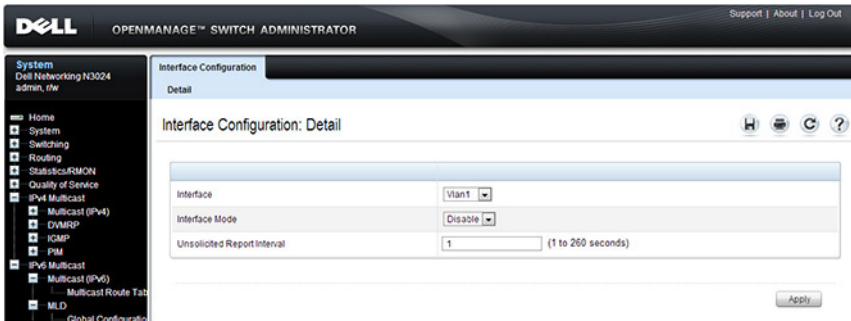 Support | About | Log Out
DELL
OPENMANAGE™ SWITCH ADMINISTRATOR
System
Dell Networking N3024
admin, r/w
Home
System
Switching
Routing
Statistics/RMON
Quality of Service
IPv4 Multicast
Multicast (IPv4)
DVMRP
IGMP
PIM
IPv6 Multicast
Multicast (IPv6)
Multicast Route Tab
MLD
Global Configuratio
Interface Configuration
Detail
Interface Configuration: Detail
H C ?
Interface Vlan1
Interface Mode Disable
Unsolicited Report Interval 1 (1 to 260 seconds)
Apply